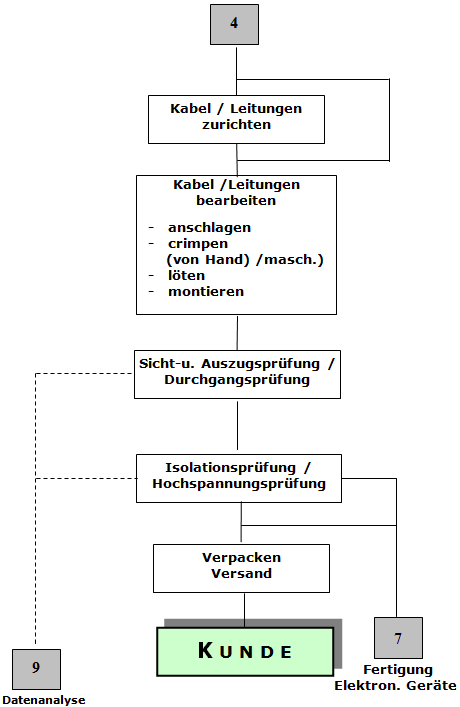 4
Kabel / Leitungen
zurichten
Kabel /Leitungen
bearbeiten
- anschlagen
- crimpen
(von Hand) /masch.)
- löten
- montieren
Sicht-u. Auszugsprüfung /
Durchgangsprüfung
Isolationsprüfung /
Hochspannungsprüfung
Verpacken
Versand
KUNDE
7
Fertigung
Elektron. Geräte
9
Datenanalyse